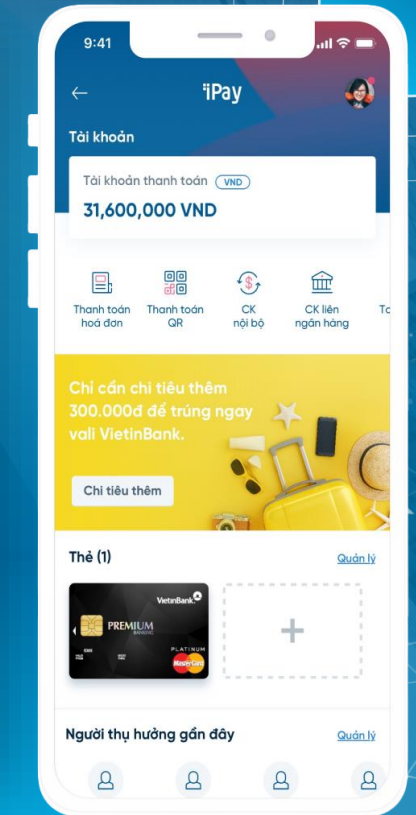 9:41
iPay
Tài khoản
Tài khoản thanh toán VND
31,600,000 VND
Thanh toán hoá đơn
Thanh toán QR
CK nội bộ
CK liên ngân hàng
Chỉ cần chi tiêu thêm
300.000đ để trúng ngay
vali VietinBank.
Chi tiêu thêm
Thẻ (1)
Quản lý
VietinBank
PREMIUM
BANKING
PLATINUM
MasterCard
Người thụ hưởng gần đây
Quản lý